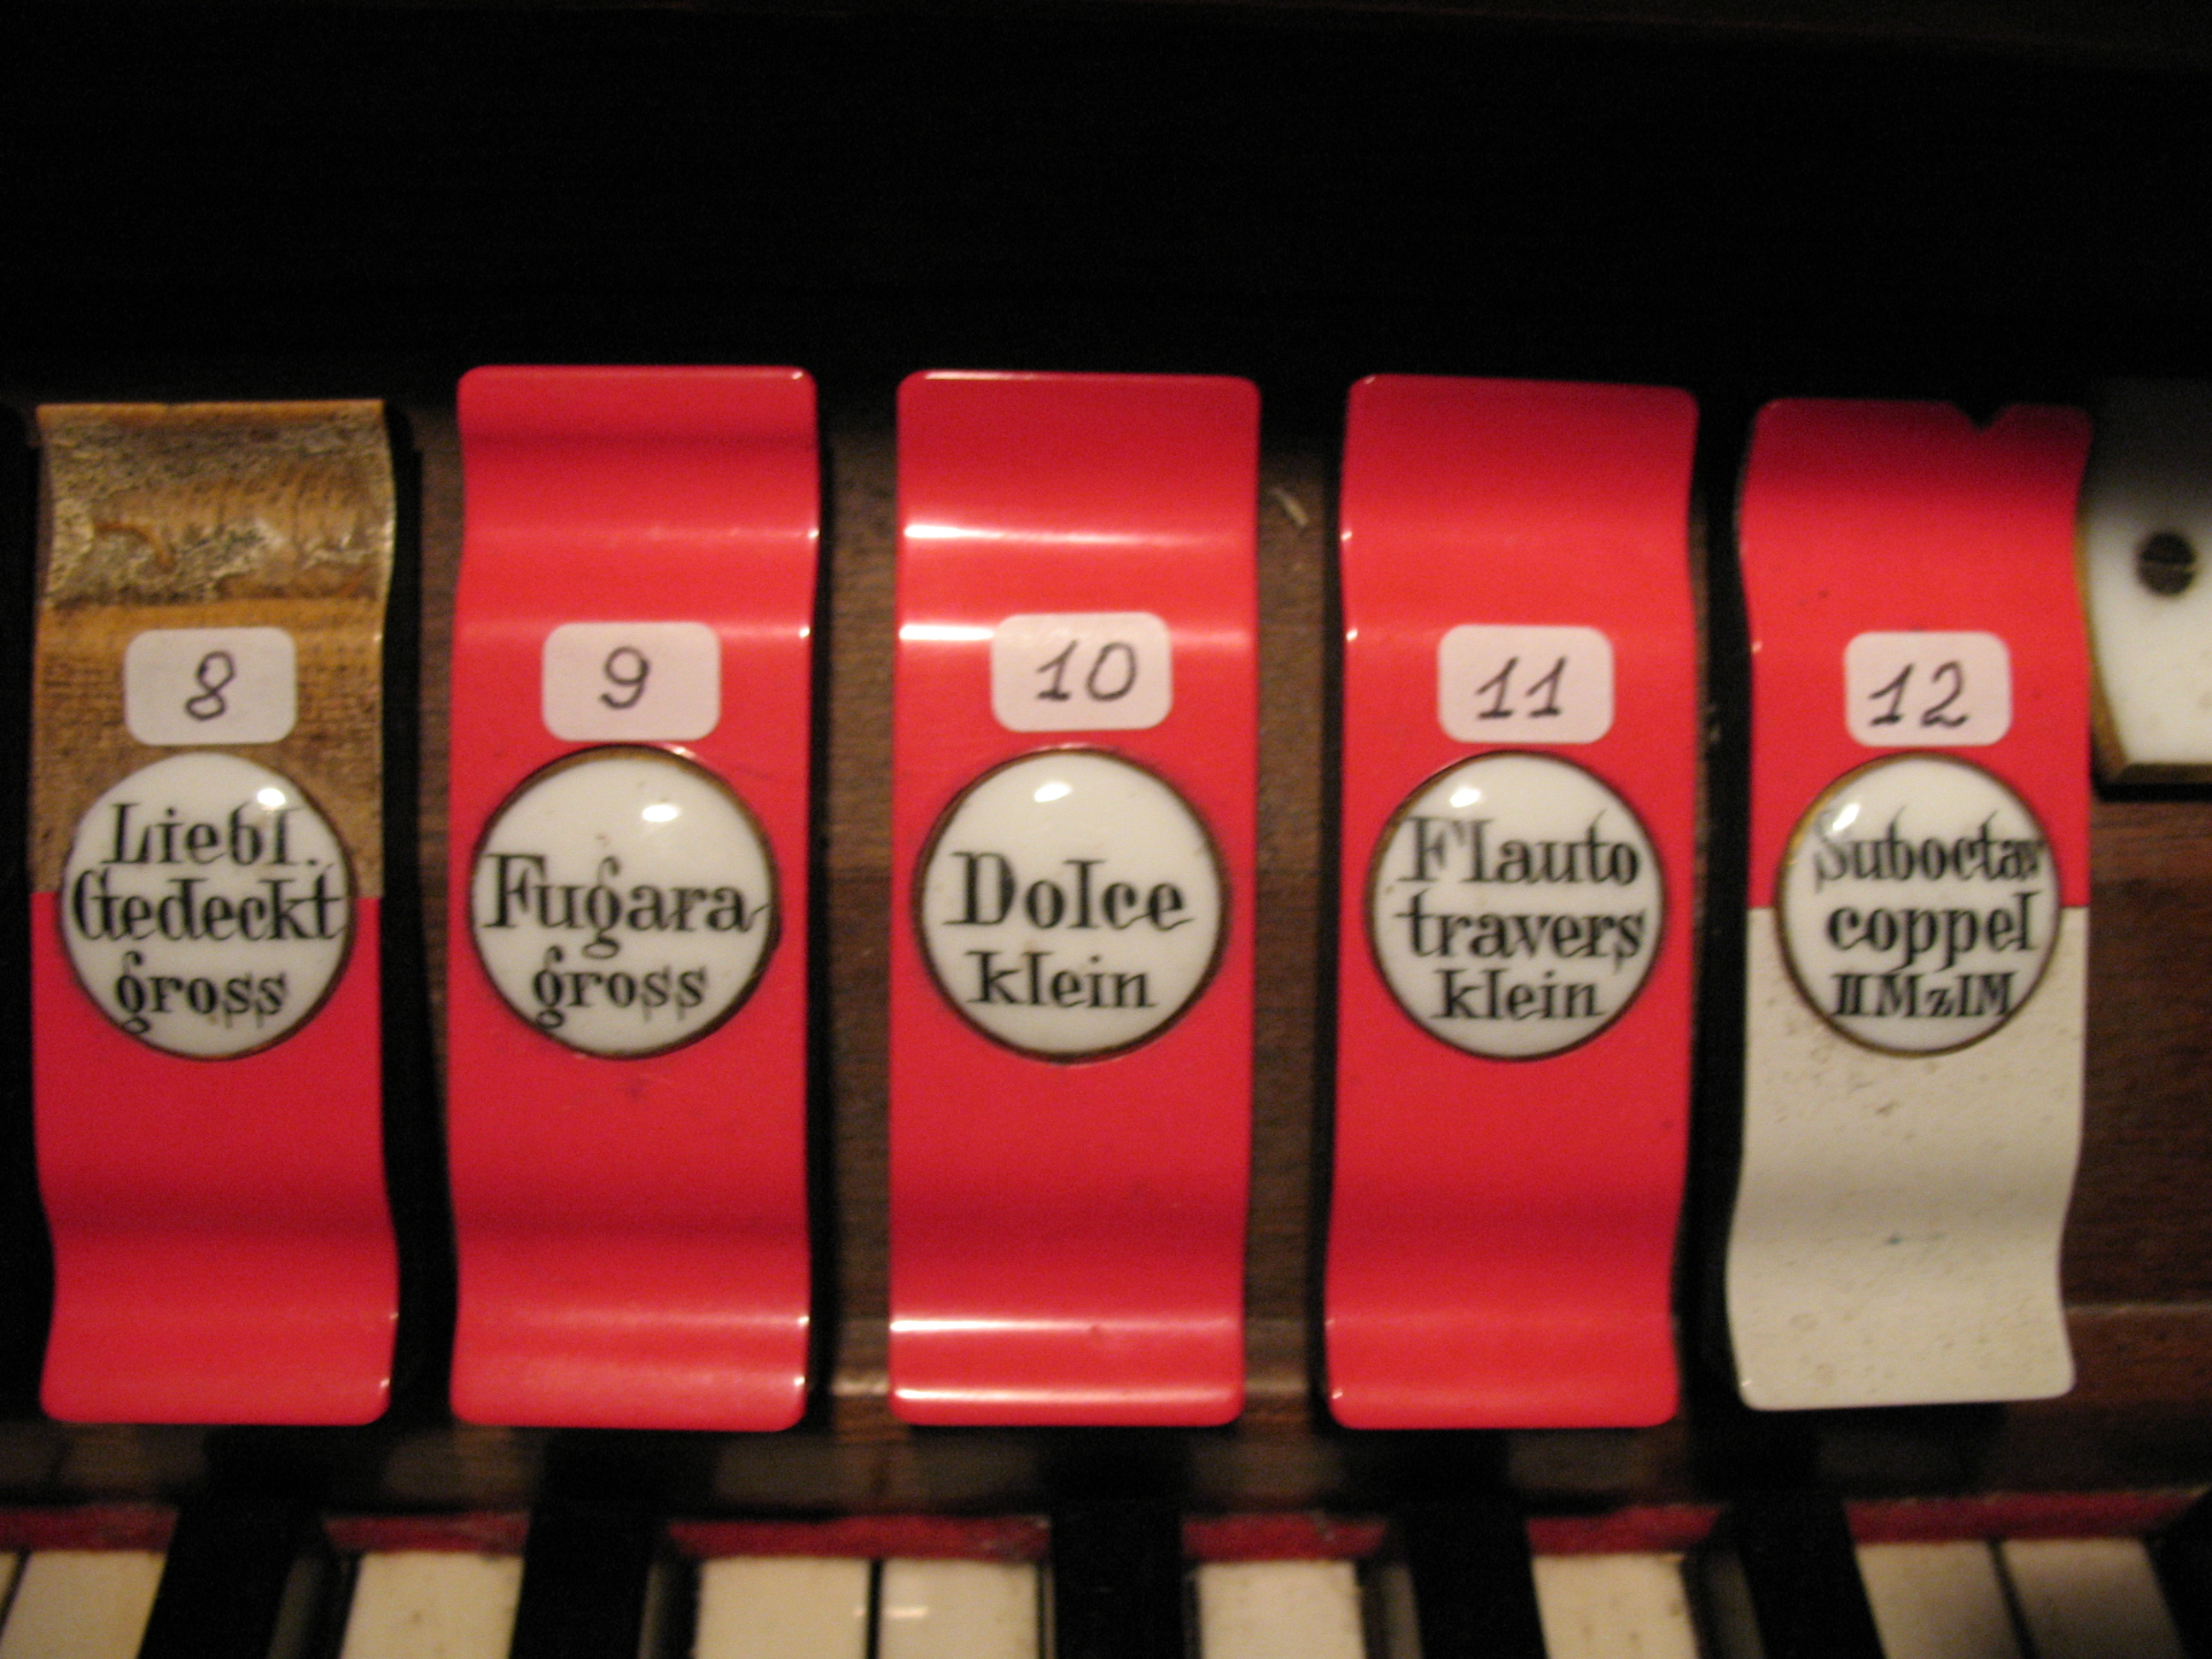 8
9
10
11
12
Liebl.
Gedeckt
gross
Fugara
gross
Dolce
klein
Flauto
travers
klein
Suboctav
coppel
IIMzIM